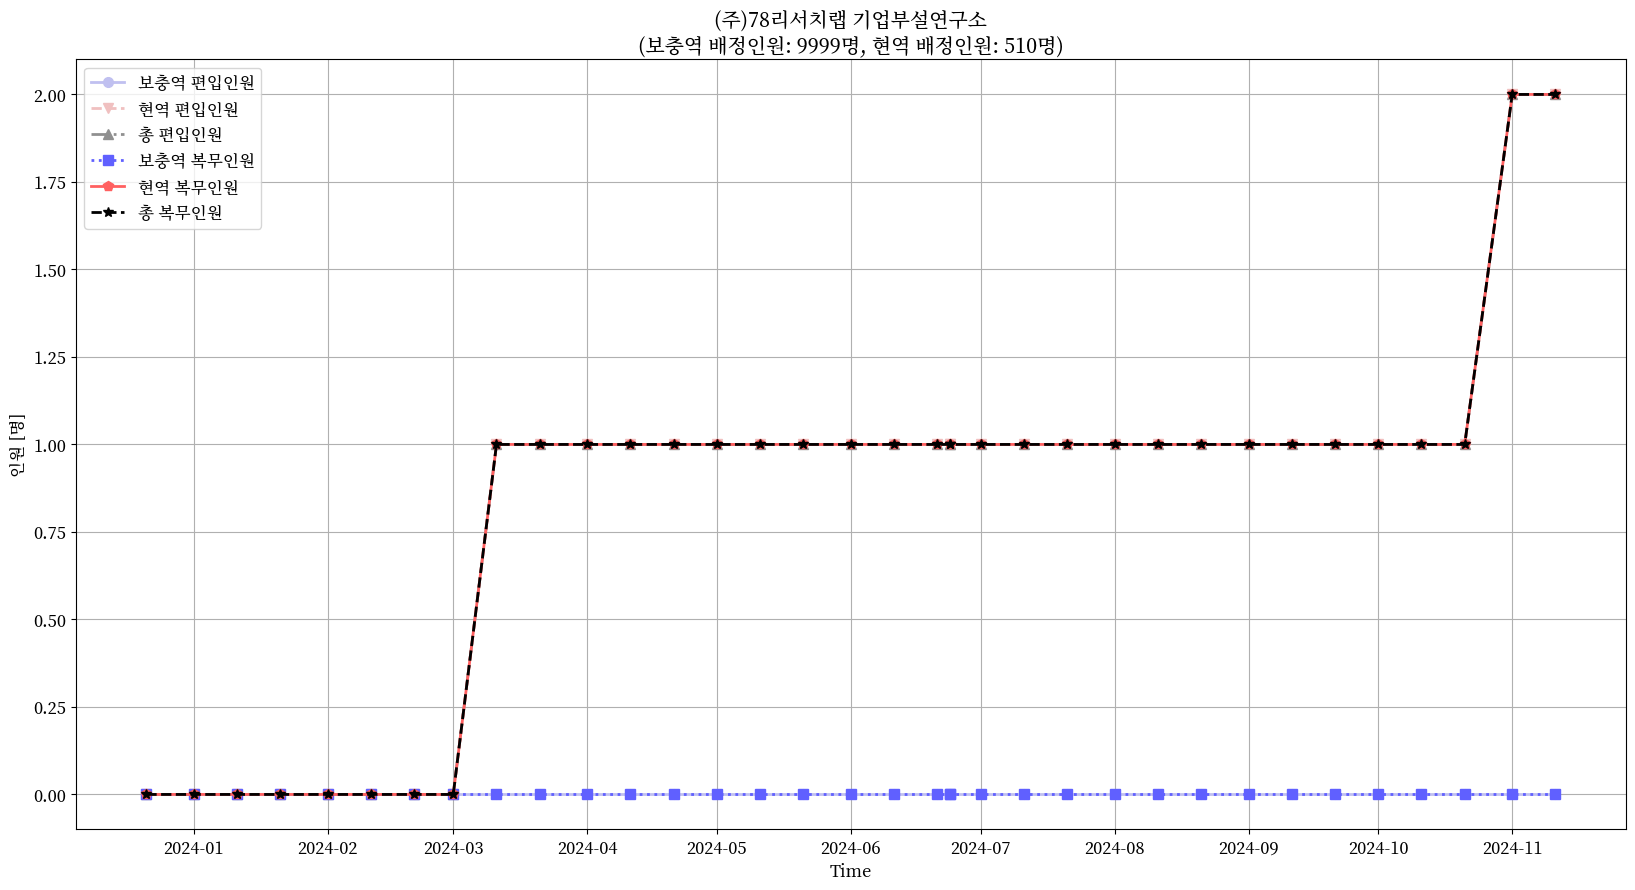 (주)78리서치랩 기업부설연구소
(보충역 배정인원: 9999명, 현역 배정인원: 510명)
보충역 편입인원
현역 편입인원
총 편입인원
보충역 복무인원
현역 복무인원
총 복무인원
인원 [명]
2.00
1.75
1.50
1.25
1.00
0.75
0.50
0.25
0.00
2024-01 2024-02 2024-03 2024-04 2024-05 2024-06 2024-07 2024-08 2024-09 2024-10 2024-11
Time